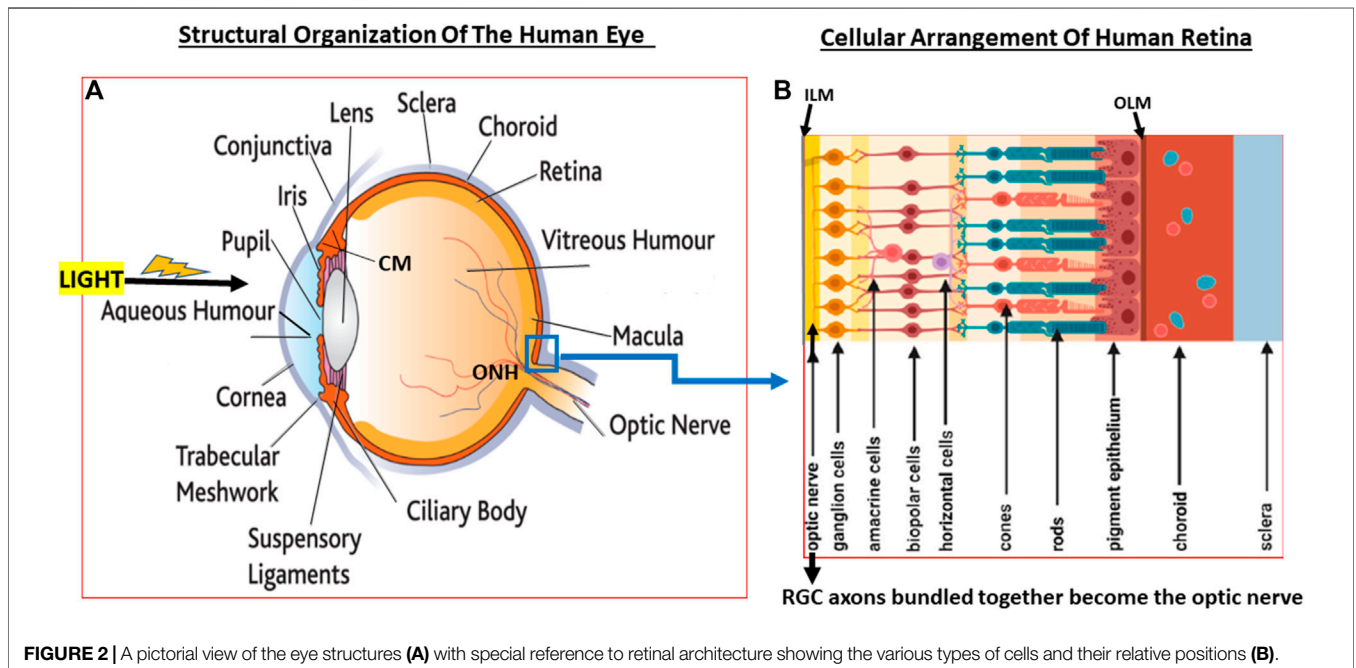 Structural Organization Of The Human Eye
Cellular Arrangement Of Human Retina
A
Sclera
Lens
Choroid
Conjunctiva
Retina
Iris
Pupil
Vitreous Humour
CM
LIGHT
Aqueous Humour
Macula
ONH
Cornea
Optic Nerve
Trabecular
Meshwork
Ciliary Body
Suspensory
Ligaments
B
ILM
OLM
optic nerve
ganglion cells
amacrine cells
biopolar cells
horizontal cells
cones
rods
pigment epithelium
choroid
sclera
RGC axons bundled together become the optic nerve
FIGURE 2 | A pictorial view of the eye structures (A) with special reference to retinal architecture showing the various types of cells and their relative positions (B).